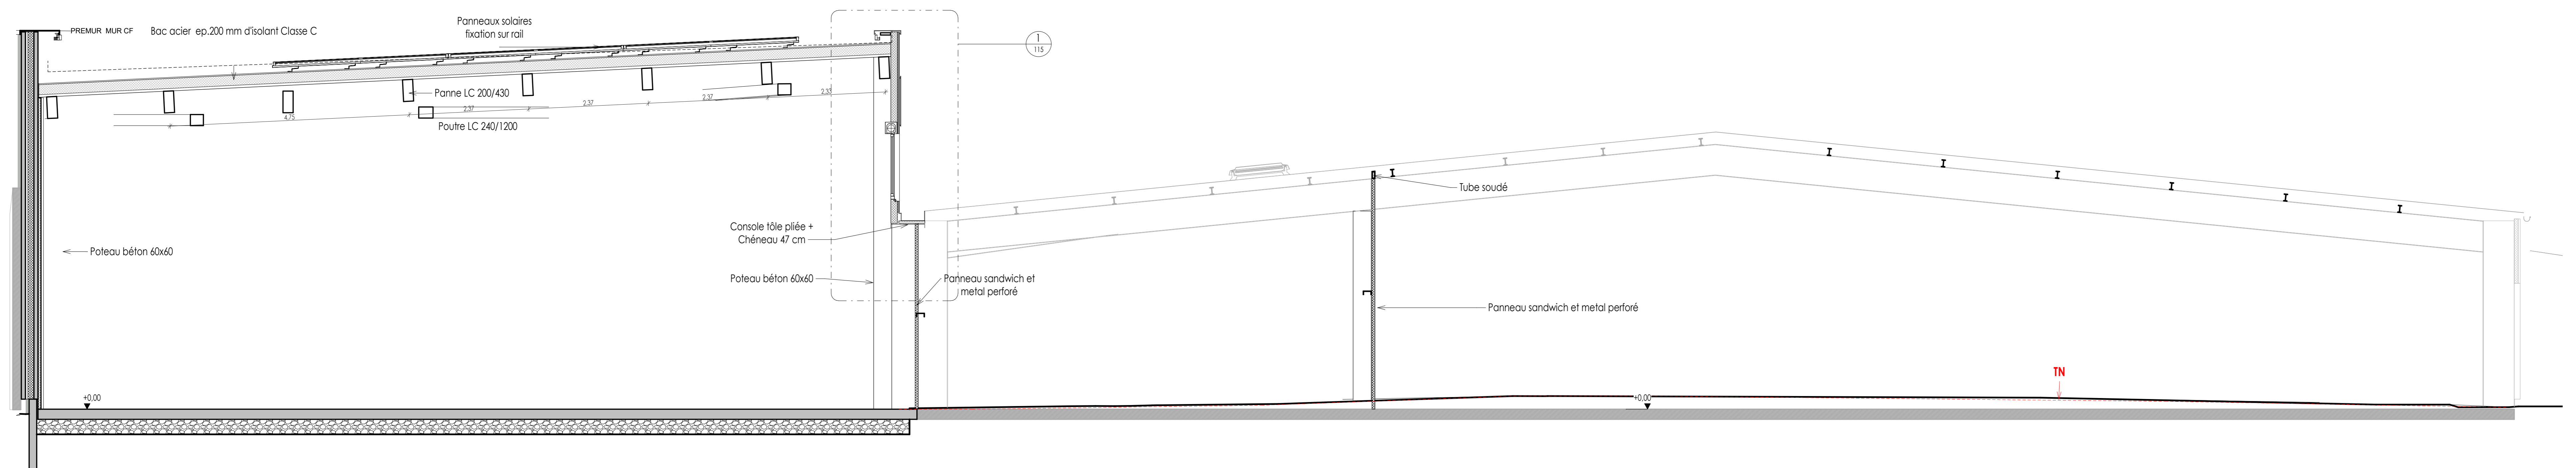 PREMUR MUR CF
Bac acier ep.200 mm d'isolant Classe C
Panneaux solaires
fixation sur rail
1
115
Panne LC 200/430
2,37
2,37
2,37
2,33
4,75
Poutre LC 240/1200
Tube soudé
Console tôle pliée +
Chéneau 47 cm
Poteau béton 60x60
Poteau béton 60x60
Panneau sandwich et
metal perforé
Panneau sandwich et metal perforé
TN
+0,00
+0,00